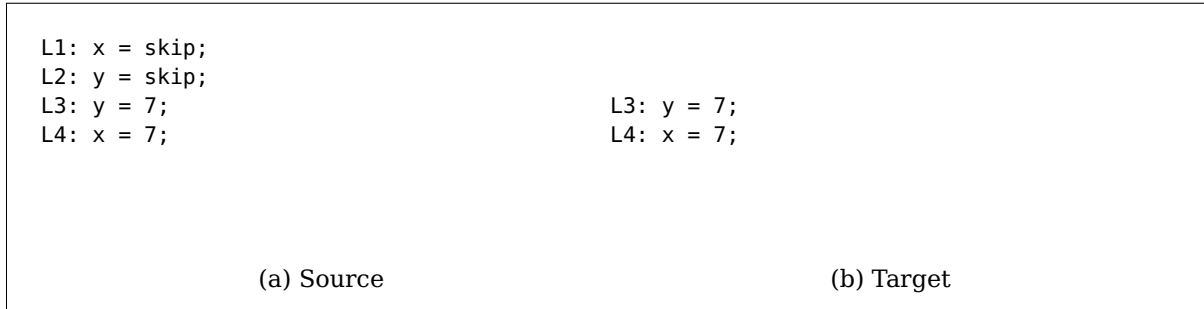 L1: x = skip;
L2: y = skip;
L3: y = 7;
L4: x = 7;
(a) Source
L3: y = 7;
L4: x = 7;
(b) Target